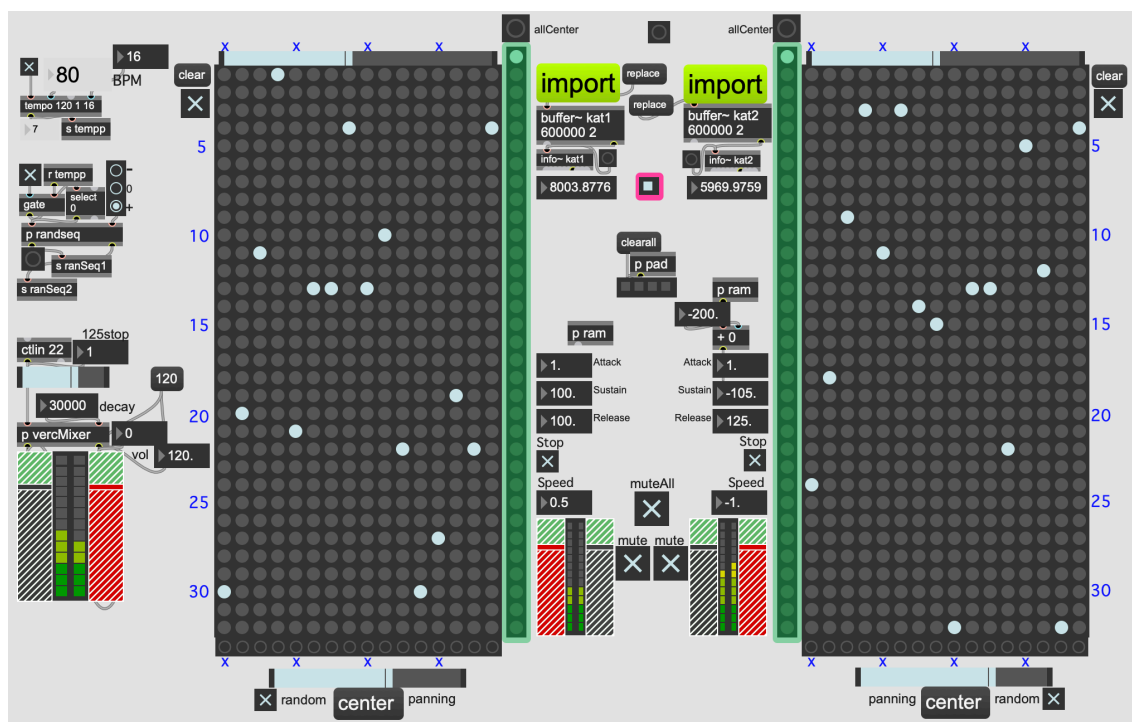 allCenter
allCenter
x x x x
x x x x
16
80
BPM
clear
import
replace
import
clear
tempo 120 1 16
replace
7
s tempp
buffer~ kat1
600000 2
buffer~ kat2
600000 2
5
5
info~ kat1
info~ kat2
r tempp
-
0
+
8003.8776
5969.9759
gate
select
0
p randseq
10
10
clearall
s ranSeq1
p pad
s ranSeq2
p ram
-200.
15
15
125stop
p ram
+ 0
ctlin 22
1
1.
Attack
Attack
1.
120
100.
Sustain
Sustain
-105.
30000
decay
20
20
100.
Release
Release
125.
p vercMixer
0
Stop
Stop
vol
120.
Speed
muteAll
Speed
25
25
0.5
-1.
mute
mute
30
30
x x x x
x x x x
random
center
panning
panning
center
random